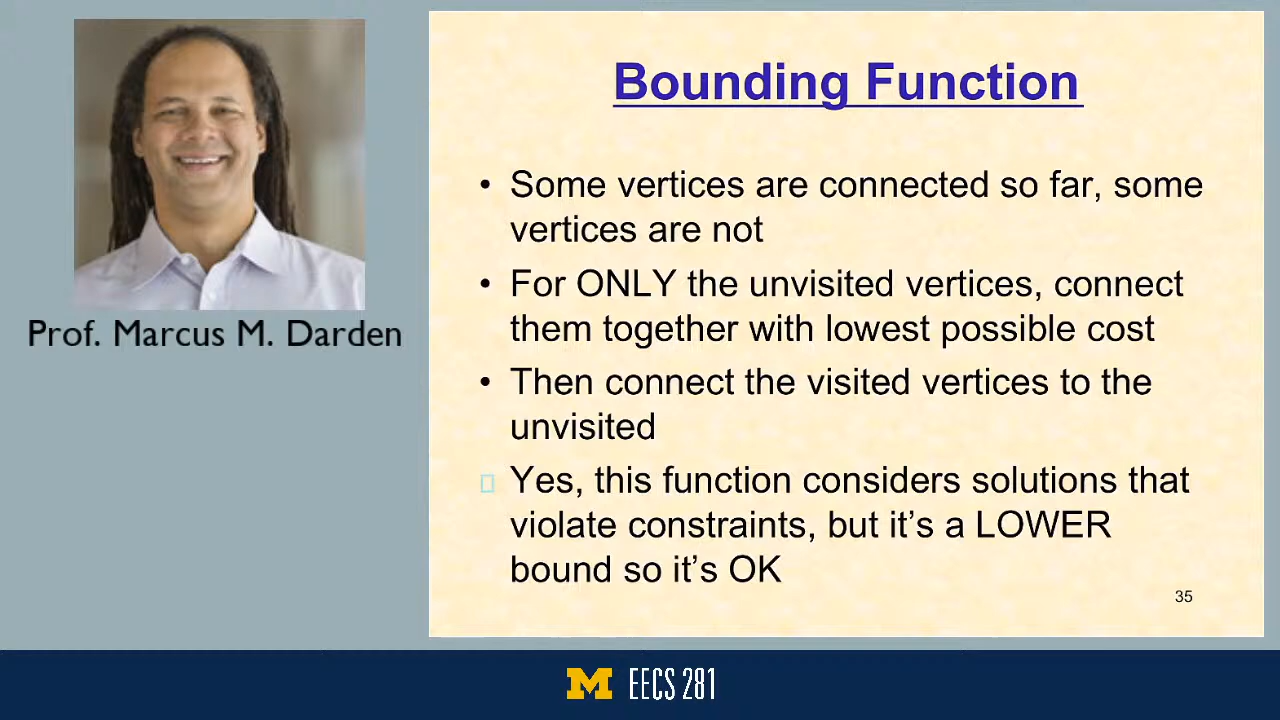 Prof. Marcus M. Darden
Bounding Function
• Some vertices are connected so far, some
vertices are not
• For ONLY the unvisited vertices, connect
them together with lowest possible cost
• Then connect the visited vertices to the
unvisited
Yes, this function considers solutions that
violate constraints, but it’s a LOWER
bound so it’s OK
35
M EECS 281